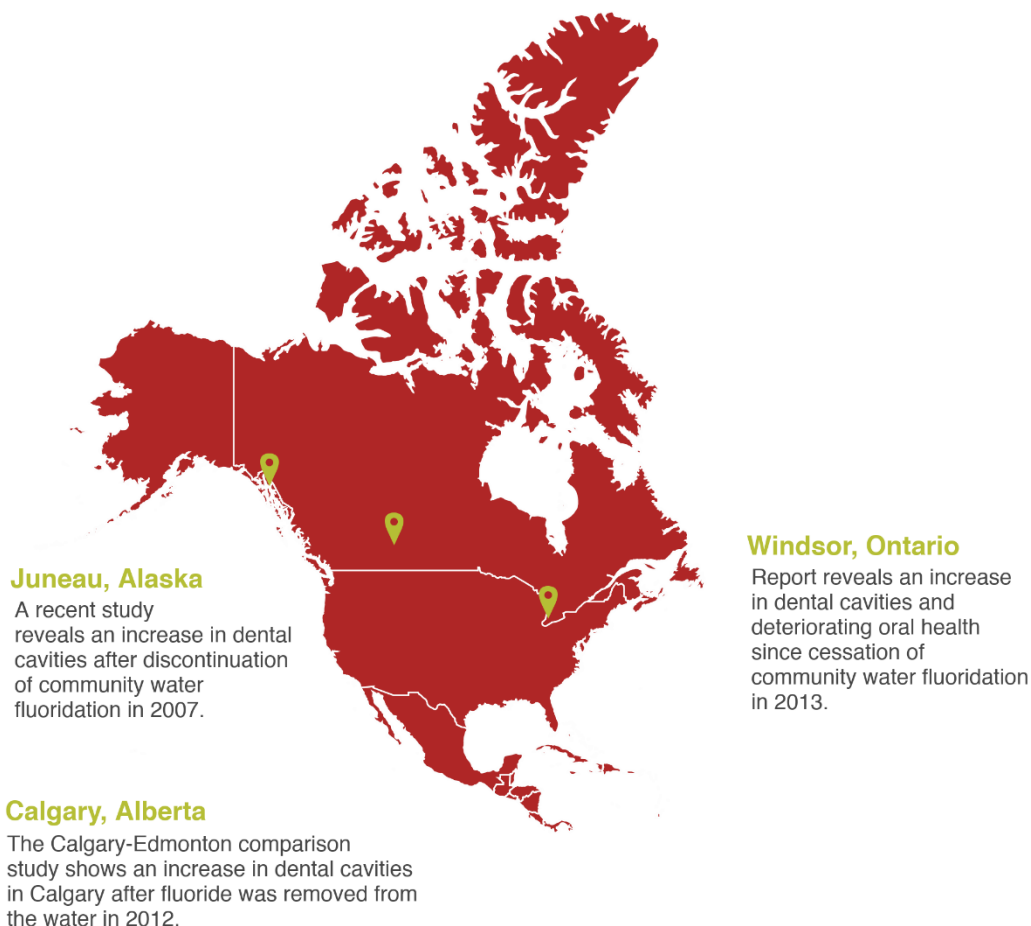 Juneau, Alaska
A recent study
reveals an increase in dental
cavities after discontinuation
of community water
fluoridation in 2007.
Windsor, Ontario
Report reveals an increase
in dental cavities and
deteriorating oral health
since cessation of
community water fluoridation
in 2013.
Calgary, Alberta
The Calgary-Edmonton comparison
study shows an increase in dental cavities
in Calgary after fluoride was removed from
the water in 2012.